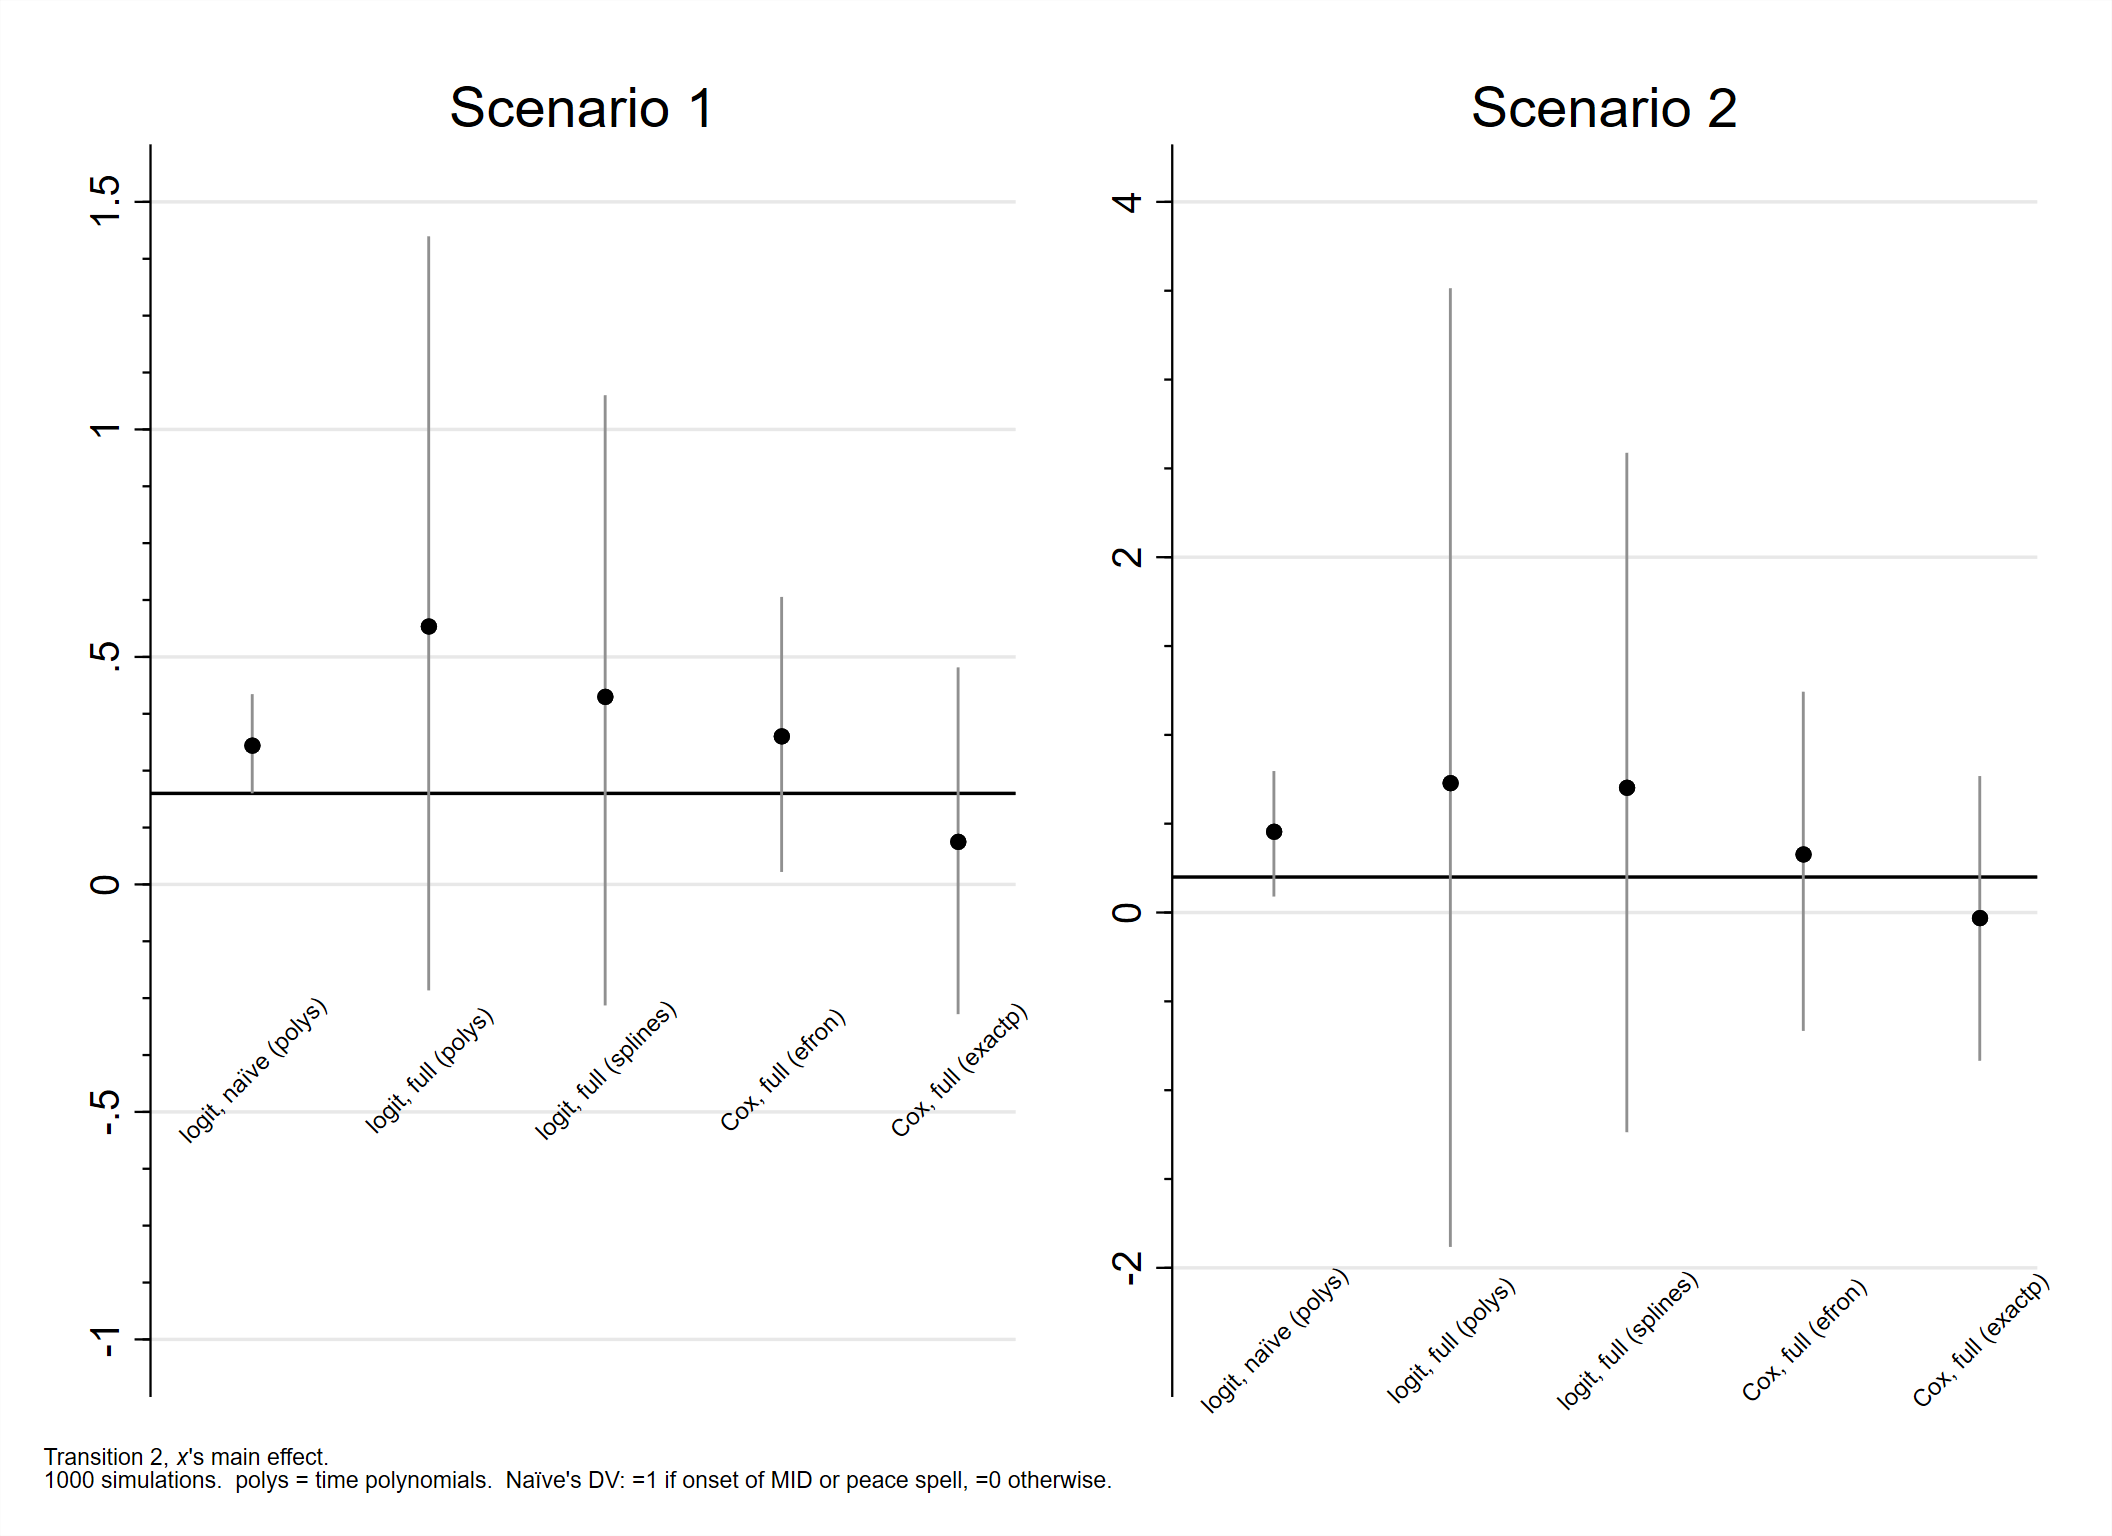 Scenario 1
1.5
1
.5
0
-.5
-1
logit, naïve (polys)
logit, full (polys)
logit, full (splines)
Cox, full (efron)
Cox, full (exactp)
Scenario 2
4
2
0
-2
logit, naïve (polys)
logit, full (polys)
logit, full (splines)
Cox, full (efron)
Cox, full (exactp)
Transition 2, x's main effect.
1000 simulations.  polys = time polynomials.  Naïve's DV: =1 if onset of MID or peace spell, =0 otherwise.